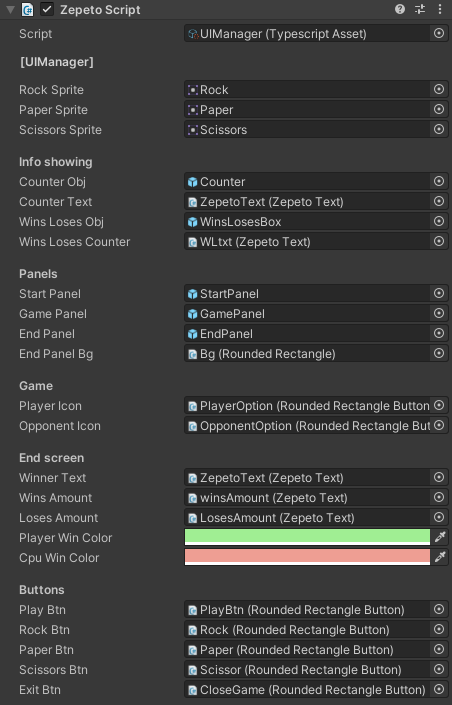 Zepeto Script
Script UIManager (Typescript Asset)
[UIManager]
Rock Sprite Rock
Paper Sprite Paper
Scissors Sprite Scissors
Info showing
Counter Obj Counter
Counter Text ZepetoText (Zepeto Text)
Wins Loses Obj WinsLosesBox
Wins Loses Counter WLtxt (Zepeto Text)
Panels
Start Panel StartPanel
Game Panel GamePanel
End Panel EndPanel
End Panel Bg Bg (Rounded Rectangle)
Game
Player Icon PlayerOption (Rounded Rectangle Button
Opponent Icon OpponentOption (Rounded Rectangle But
End screen
Winner Text ZepetoText (Zepeto Text)
Wins Amount winsAmount (Zepeto Text)
Loses Amount LosesAmount (Zepeto Text)
Player Win Color
Cpu Win Color
Buttons
Play Btn PlayBtn (Rounded Rectangle Button)
Rock Btn Rock (Rounded Rectangle Button)
Paper Btn Paper (Rounded Rectangle Button)
Scissors Btn Scissor (Rounded Rectangle Button)
Exit Btn CloseGame (Rounded Rectangle Button)